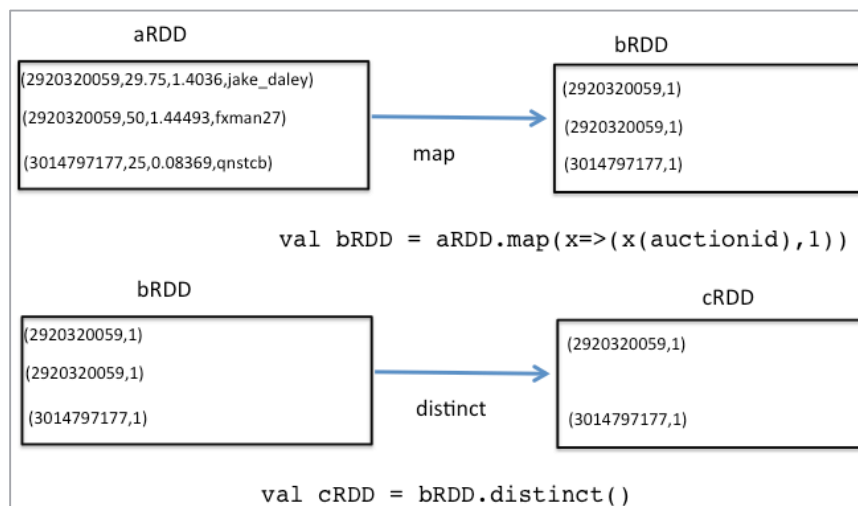 aRDD
(2920320059,29.75,1.4036,jake_daley)
(2920320059,50,1.44493,fxman27)
(3014797177,25,0.08369,qnstcb)
map
bRDD
(2920320059,1)
(2920320059,1)
(3014797177,1)
val bRDD = aRDD.map(x=>(x(auctionid),1))
bRDD
(2920320059,1)
(2920320059,1)
(3014797177,1)
distinct
cRDD
(2920320059,1)
(3014797177,1)
val cRDD = bRDD.distinct()